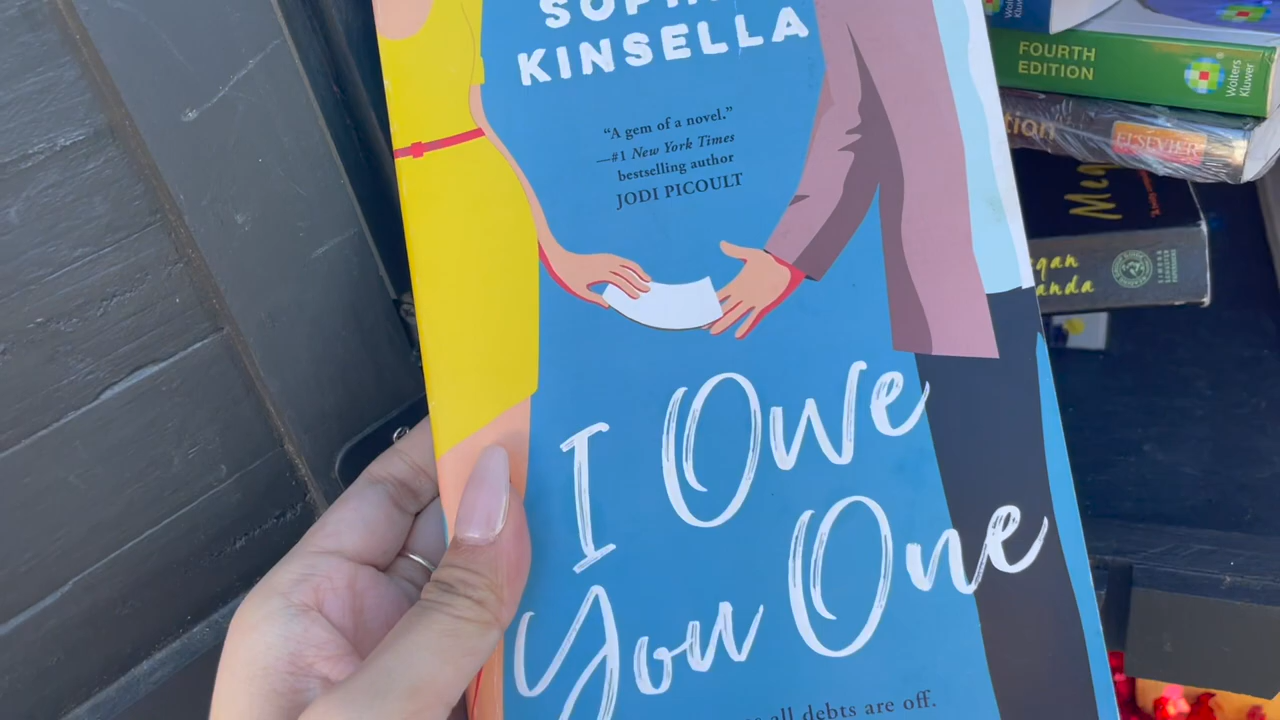 KINSELLA
"A gem of a novel."
—#1 New York Times
bestselling author
JODI PICOULT
I Owe
You One
all debts are off.
FOURTH
EDITION
Wolters
Kluwer
ELSEVIER